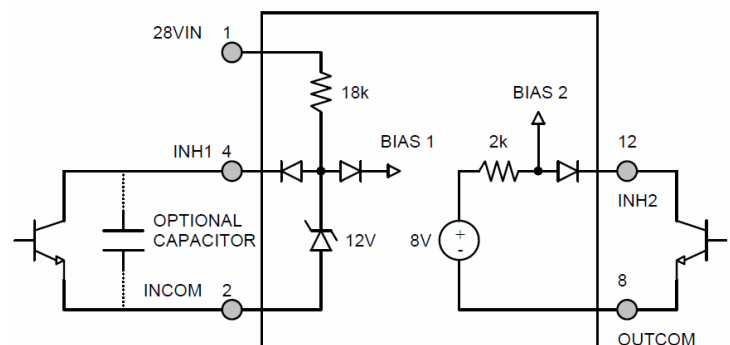 28VIN 1
18k
BIAS 2
INH1 4
BIAS 1
2k
12
INH2
OPTIONAL
CAPACITOR
12V
8V
+
-
INCOM 2
8
OUTCOM